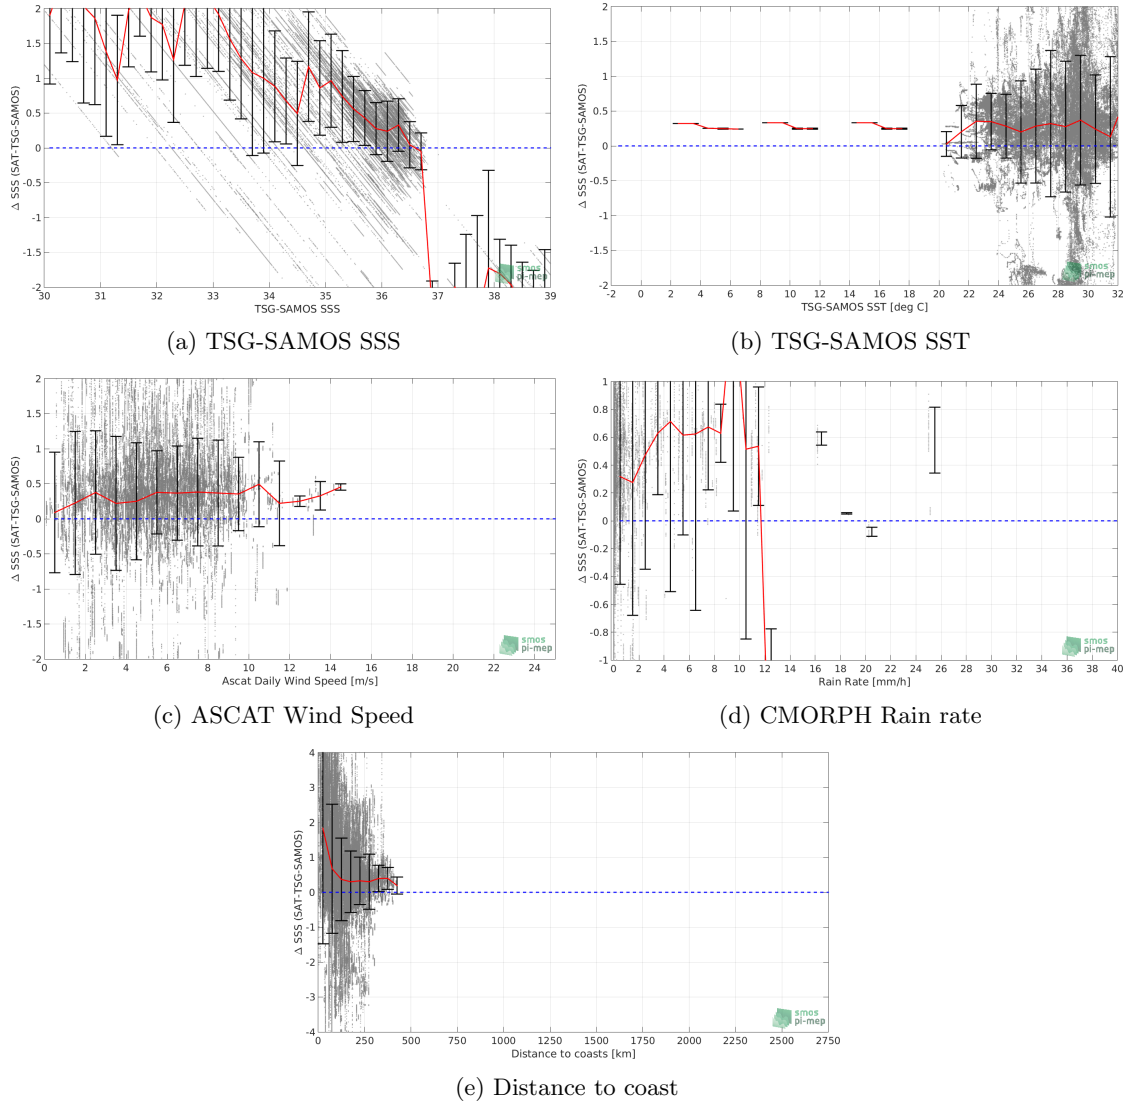 2
1.5
1
0.5
0
-0.5
-1
-1.5
-2
Δ SSS (SAT-TSG-SAMOS)
30 31 32 33 34 35 36 37 38 39
TSG-SAMOS SSS
smos
pi-mep
(a) TSG-SAMOS SSS
2
1.5
1
0.5
0
-0.5
-1
-1.5
-2
Δ SSS (SAT-TSG-SAMOS)
-2 0 2 4 6 8 10 12 14 16 18 20 22 24 26 28 30 32
TSG-SAMOS SST [deg C]
smos
pi-mep
(b) TSG-SAMOS SST
2
1.5
1
0.5
0
-0.5
-1
-1.5
-2
Δ SSS (SAT-TSG-SAMOS)
0 2 4 6 8 10 12 14 16 18 20 22 24
Ascat Daily Wind Speed [m/s]
smos
pi-mep
(c) ASCAT Wind Speed
1
0.8
0.6
0.4
0.2
0
-0.2
-0.4
-0.6
-0.8
-1
Δ SSS (SAT-TSG-SAMOS)
0 2 4 6 8 10 12 14 16 18 20 22 24 26 28 30 32 34 36 38 40
Rain Rate [mm/h]
smos
pi-mep
(d) CMORPH Rain rate
4
3
2
1
0
-1
-2
-3
-4
Δ SSS (SAT-TSG-SAMOS)
0 250 500 750 1000 1250 1500 1750 2000 2250 2500 2750
Distance to coasts [km]
smos
pi-mep
(e) Distance to coast